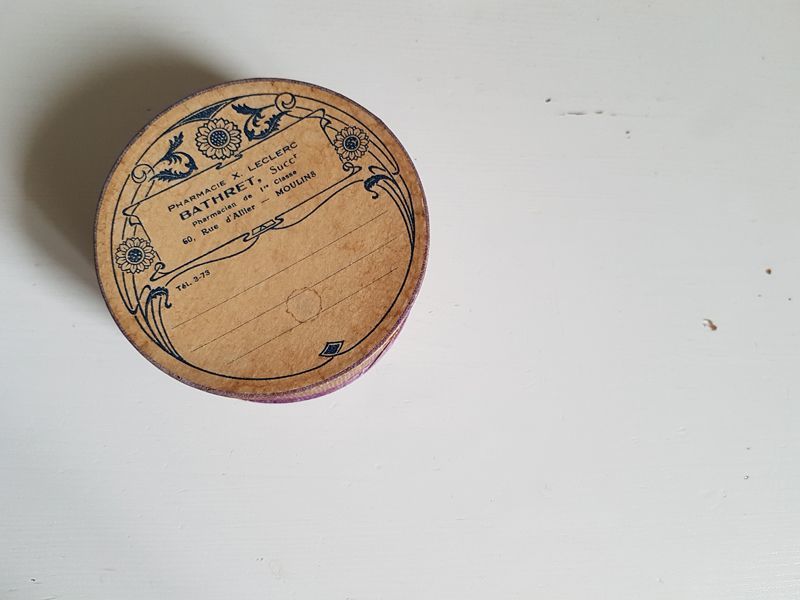 PHARMACIE X. LECLERC
BATHRET, Succr
Pharmacien de 1re Classe
60, Rue d'Allier — MOULINS
Tél. 3-73